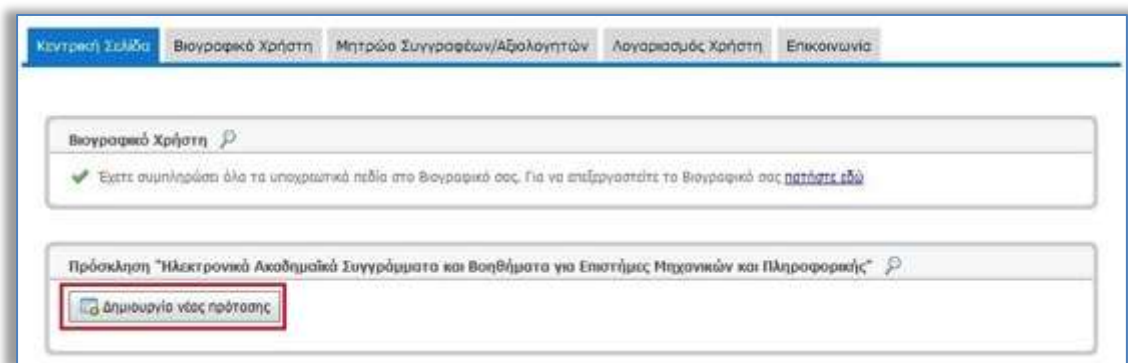 Κεντρική Σελίδα Βιογραφικό Χρήστη Μητρώο Συγγραφέων/Αξιολογητών Λογαριασμός Χρήστη Επικοινωνία
Βιογραφικό Χρήστη
Έχετε συμπληρώσει όλα τα υποχρεωτικά πεδία στο Βιογραφικό σας. Για να επεξεργαστείτε το Βιογραφικό σας πατήστε εδώ
Πρόσκληση "Ηλεκτρονικά Ακαδημαϊκά Συγγράμματα και Βοηθήματα για Επιστήμες Μηχανικών και Πληροφορικής"
Δημιουργία νέας πρότασης